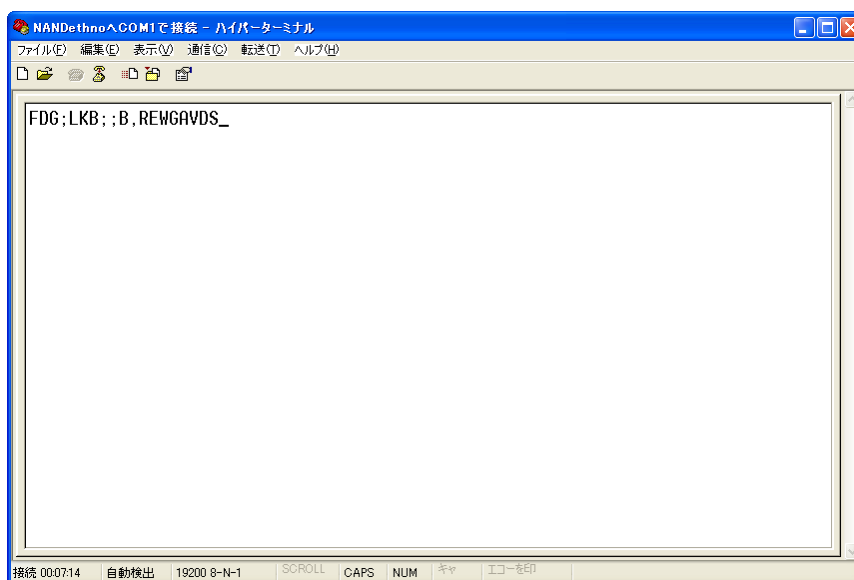 NANDethnoへCOM1で接続 - ハイパーターミナル
ファイル(F) 編集(E) 表示(V) 通信(C) 転送(T) ヘルプ(H)
FDG;LKB;;B,REWGAVDS_
接続 00:07:14 自動検出 19200 8-N-1 SCROLL CAPS NUM キャ エコーを印